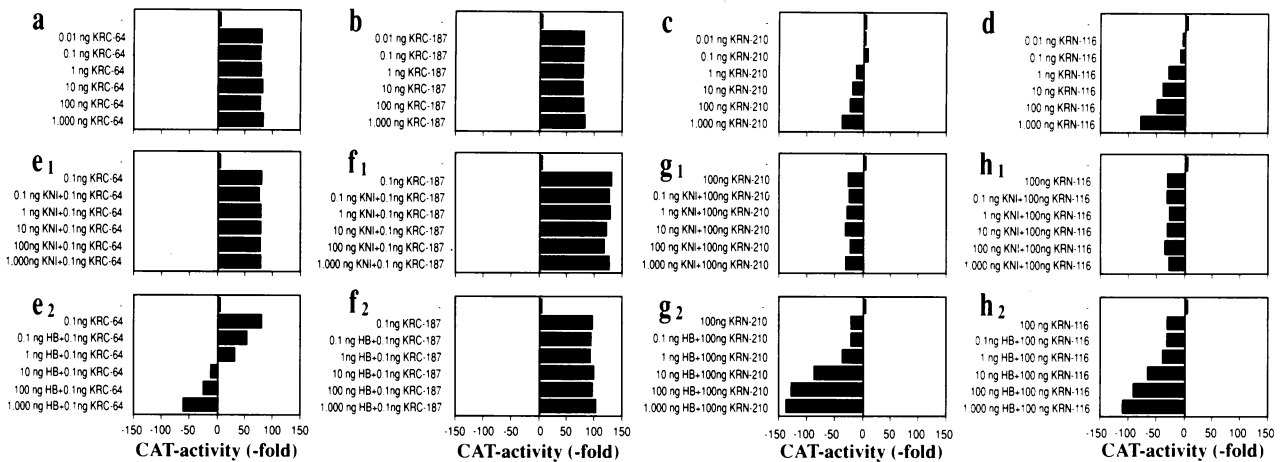 a
0.01 ng KRC-64
0.1 ng KRC-64
1 ng KRC-64
10 ng KRC-64
100 ng KRC-64
1.000 ng KRC-64
b
0.01 ng KRC-187
0.1 ng KRC-187
1 ng KRC-187
10 ng KRC-187
100 ng KRC-187
1.000 ng KRC-187
c
0.01 ng KRN-210
0.1 ng KRN-210
1 ng KRN-210
10 ng KRN-210
100 ng KRN-210
1.000 ng KRN-210
d
0.01 ng KRN-116
0.1 ng KRN-116
1 ng KRN-116
10 ng KRN-116
100 ng KRN-116
1.000 ng KRN-116
e1
0.1ng KRC-64
0.1 ng KNI+0.1ng KRC-64
1 ng KNI+0.1ng KRC-64
10 ng KNI+0.1ng KRC-64
100ng KNI+0.1ng KRC-64
1.000ng KNI+0.1ng KRC-64
f1
0.1ng KRC-187
0.1 ng KNI+0.1ng KRC-187
1 ng KNI+0.1ng KRC-187
10 ng KNI+0.1ng KRC-187
100 ng KNI+0.1ng KRC-187
1.000 ng KNI+0.1 ng KRC-187
g1
100ng KRN-210
0.1 ng KNI+100ng KRN-210
1 ng KNI+100ng KRN-210
10 ng KNI+100ng KRN-210
100 ng KNI+100ng KRN-210
1.000 ng KNI+100ng KRN-210
h1
100ng KRN-116
0.1 ng KNI+100ng KRN-116
1 ng KNI+100ng KRN-116
10 ng KNI+100ng KRN-116
100 ng KNI+100ng KRN-116
1.000 ng KNI+100ng KRN-116
e2
0.1ng KRC-64
0.1 ng HB+0.1ng KRC-64
1 ng HB+0.1ng KRC-64
10 ng HB+0.1ng KRC-64
100 ng HB+0.1ng KRC-64
1.000 ng HB+0.1ng KRC-64
-150 -100 -50 0 50 100 150
CAT-activity (-fold)
f2
0.1ng KRC-187
0.1 ng HB+0.1ng KRC-187
1ng HB+0.1ng KRC-187
10 ng HB+0.1ng KRC-187
100 ng HB+0.1ng KRC-187
1.000 ng HB+0.1ng KRC-187
-150 -100 -50 0 50 100 150
CAT-activity (-fold)
g2
100ng KRN-210
0.1 ng HB+100ng KRN-210
1 ng HB+100ng KRN-210
10 ng HB+100ng KRN-210
100 ng HB+100ng KRN-210
1.000 ng HB+100ng KRN-210
-150 -100 -50 0 50 100 150
CAT-activity (-fold)
h2
100 ng KRN-116
0.1ng HB+100 ng KRN-116
1 ng HB+100 ng KRN-116
10 ng HB+100 ng KRN-116
100 ng HB+100 ng KRN-116
1.000 ng HB+100 ng KRN-116
-150 -100 -50 0 50 100 150
CAT-activity (-fold)